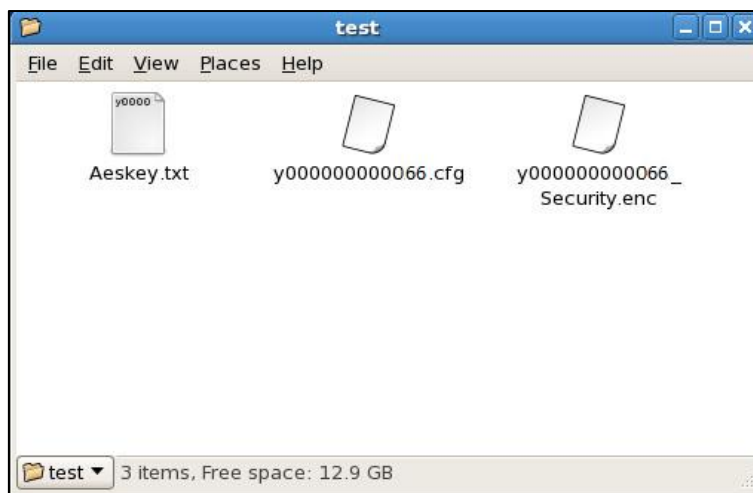 test
File Edit View Places Help
y0000
Aeskey.txt
y000000000066.cfg
y000000000066_
Security.enc
test 3 items, Free space: 12.9 GB